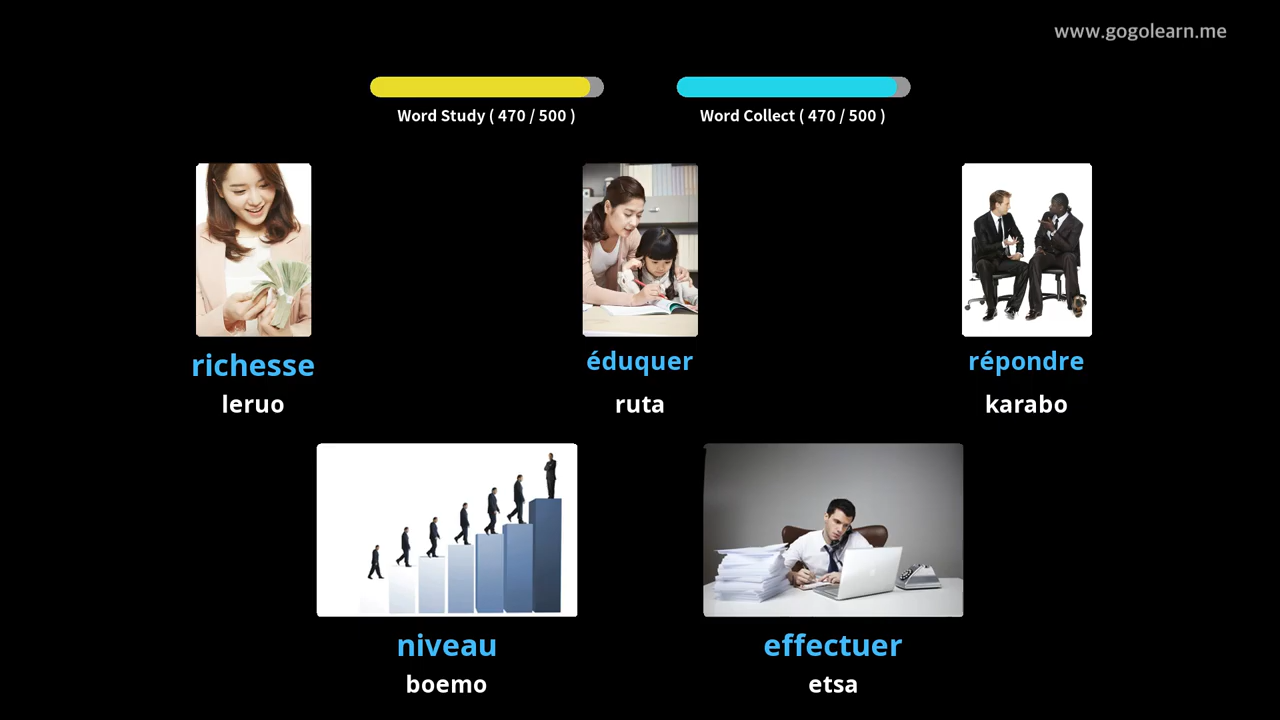 www.gogolearn.me
Word Study ( 470 / 500 )
Word Collect ( 470 / 500 )
richesse
leruo
éduquer
ruta
répondre
karabo
niveau
boemo
effectuer
etsa